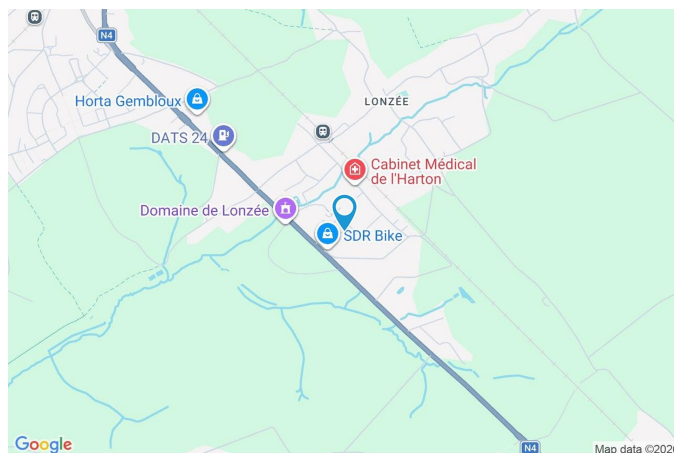 N4
Horta Gembloux
LONZÉE
DATS 24
Cabinet Médical
de l'Harton
Domaine de Lonzée
SDR Bike
N4
Google
Map data ©2026